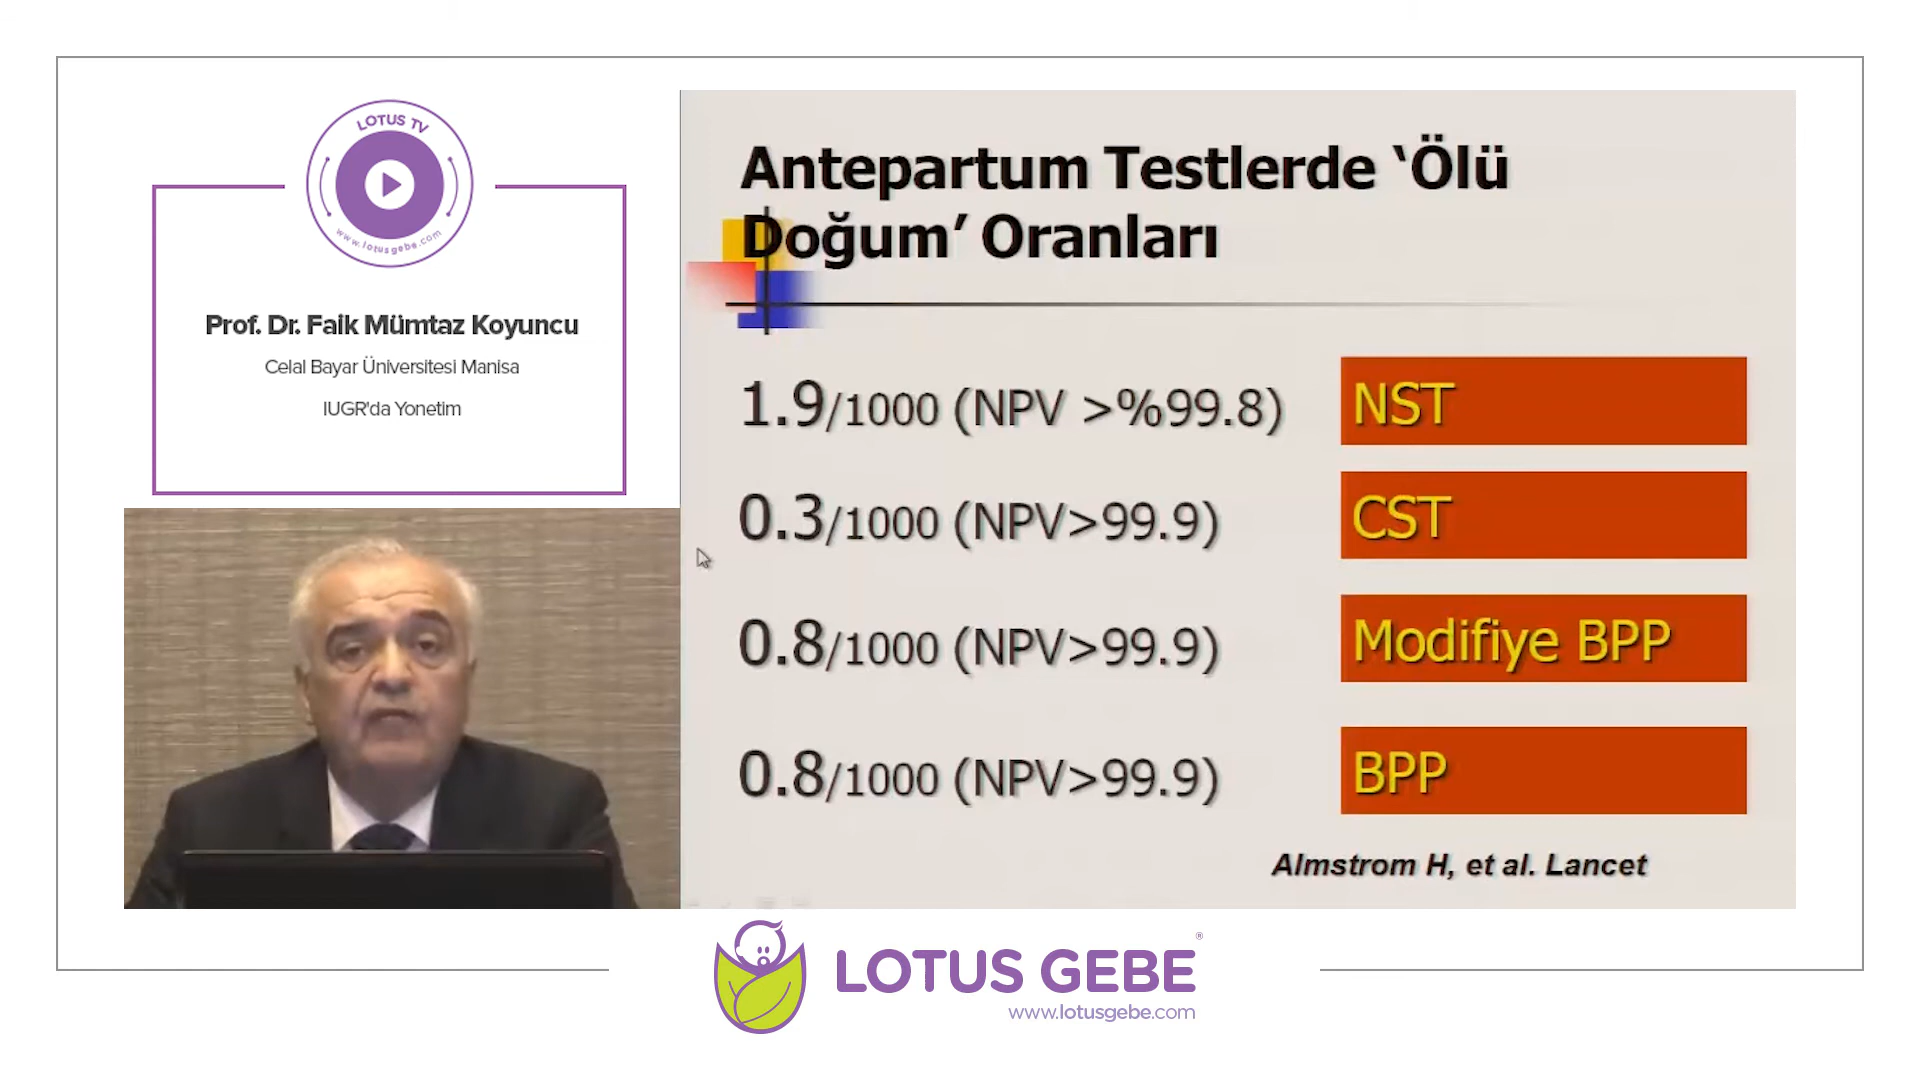 LOTUS TV
www.lotusgebe.com
Prof. Dr. Faik Mümtaz Koyuncu
Celal Bayar Üniversitesi Manisa
IUGR'da Yonetim
Antepartum Testlerde ‘Ölü
Doğum’ Oranları
1.9/1000 (NPV >%99.8) NST
0.3/1000 (NPV>99.9) CST
0.8/1000 (NPV>99.9) Modifiye BPP
0.8/1000 (NPV>99.9) BPP
Almstrom H, et al. Lancet
LOTUS GEBE®
www.lotusgebe.com